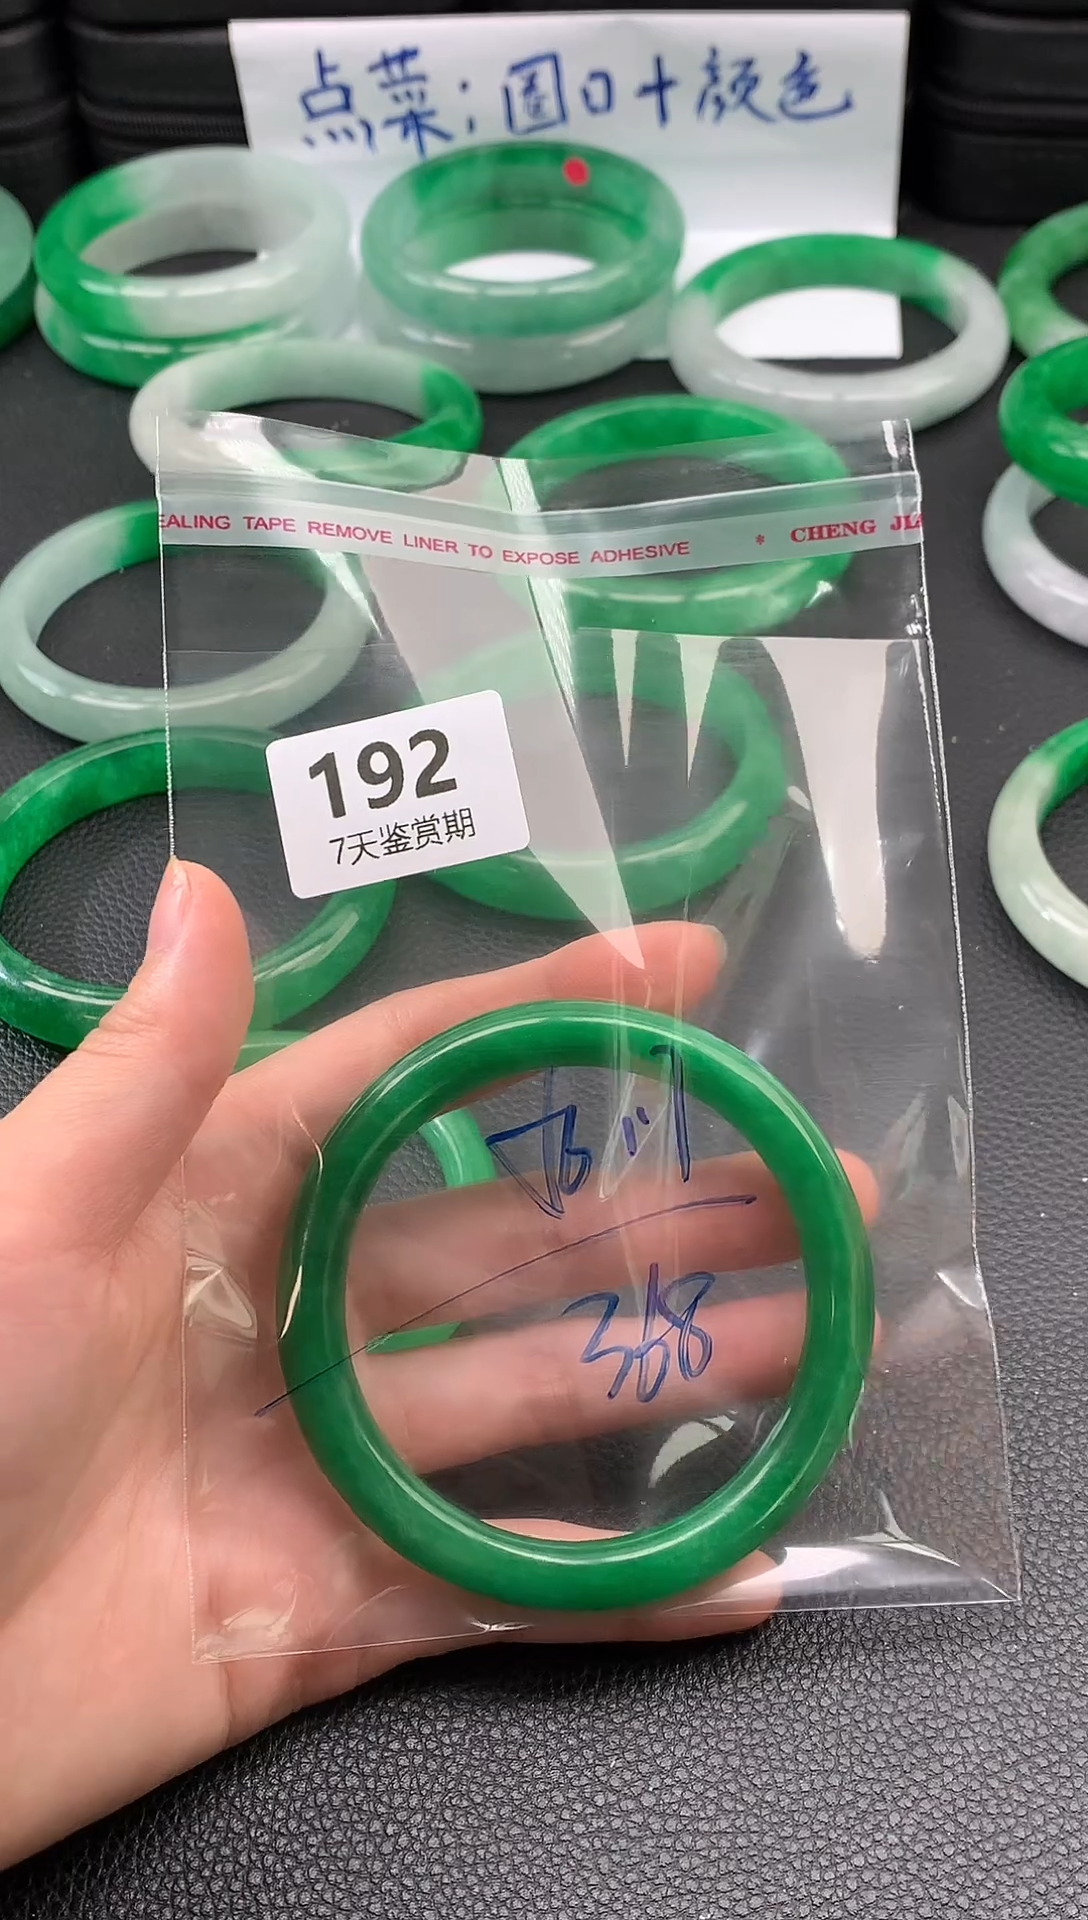 点菜：圈口+颜色
EALING TAPE REMOVE LINER TO EXPOSE ADHESIVE * CHENG JIA
192
7天鉴赏期
368